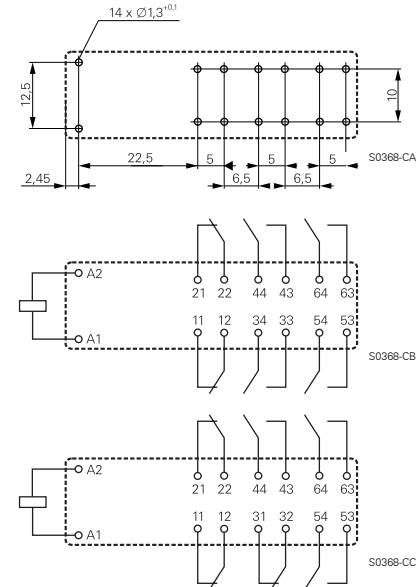 14 x Ø1,3+0,1
12,5
10
22,5
5
5
5
S0368-CA
2,45
6,5
6,5
A2
21 22 44 43 64 63
11 12 34 33 54 53
A1
S0368-CB
A2
21 22 44 43 64 63
11 12 31 32 54 53
A1
S0368-CC